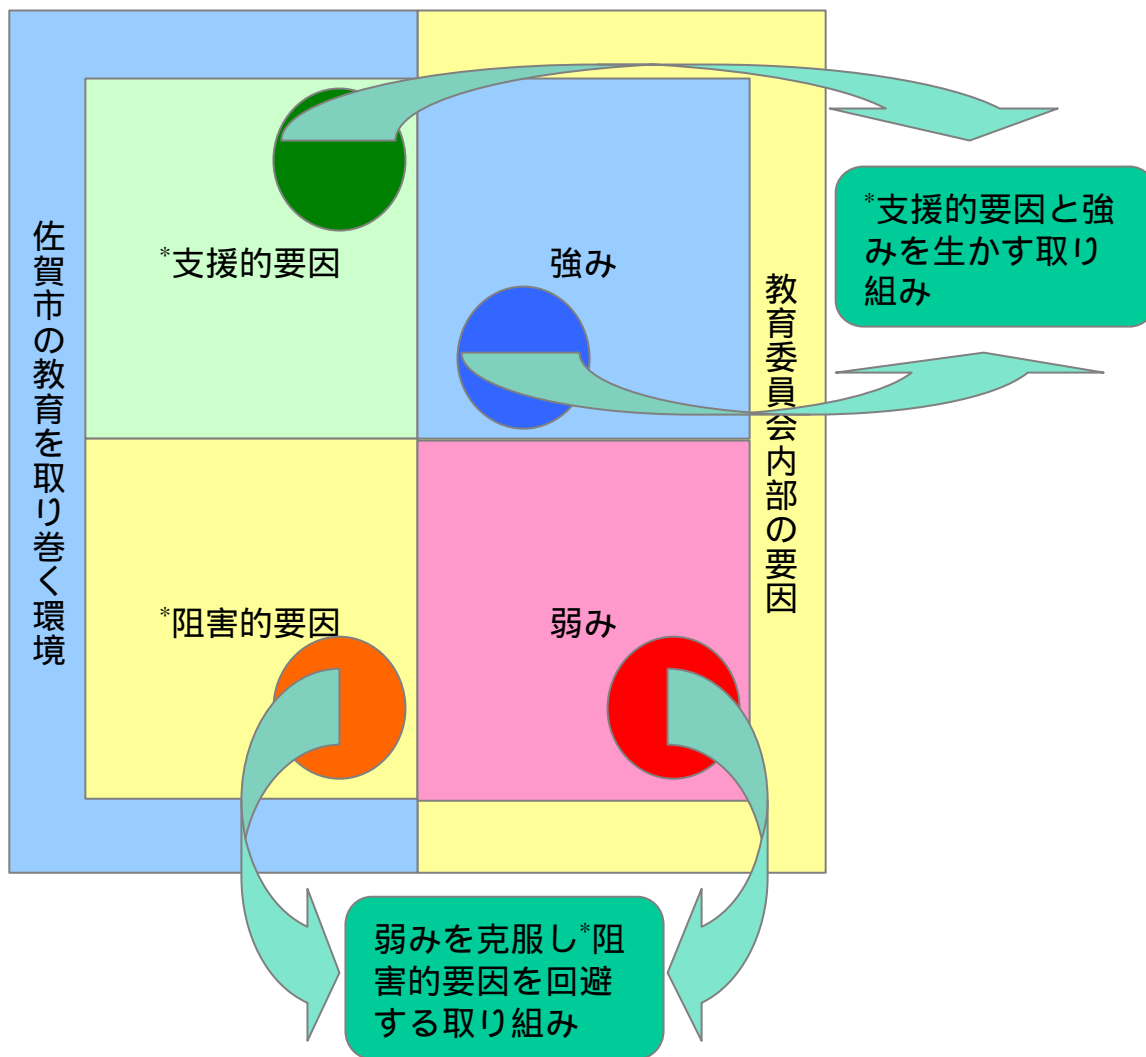 佐賀市の教育を取り巻く環境
*支援的要因
強み
教育委員会内部の要因
*支援的要因と強
みを生かす取り
組み
*阻害的要因
弱み
弱みを克服し*阻
害的要因を回避
する取り組み